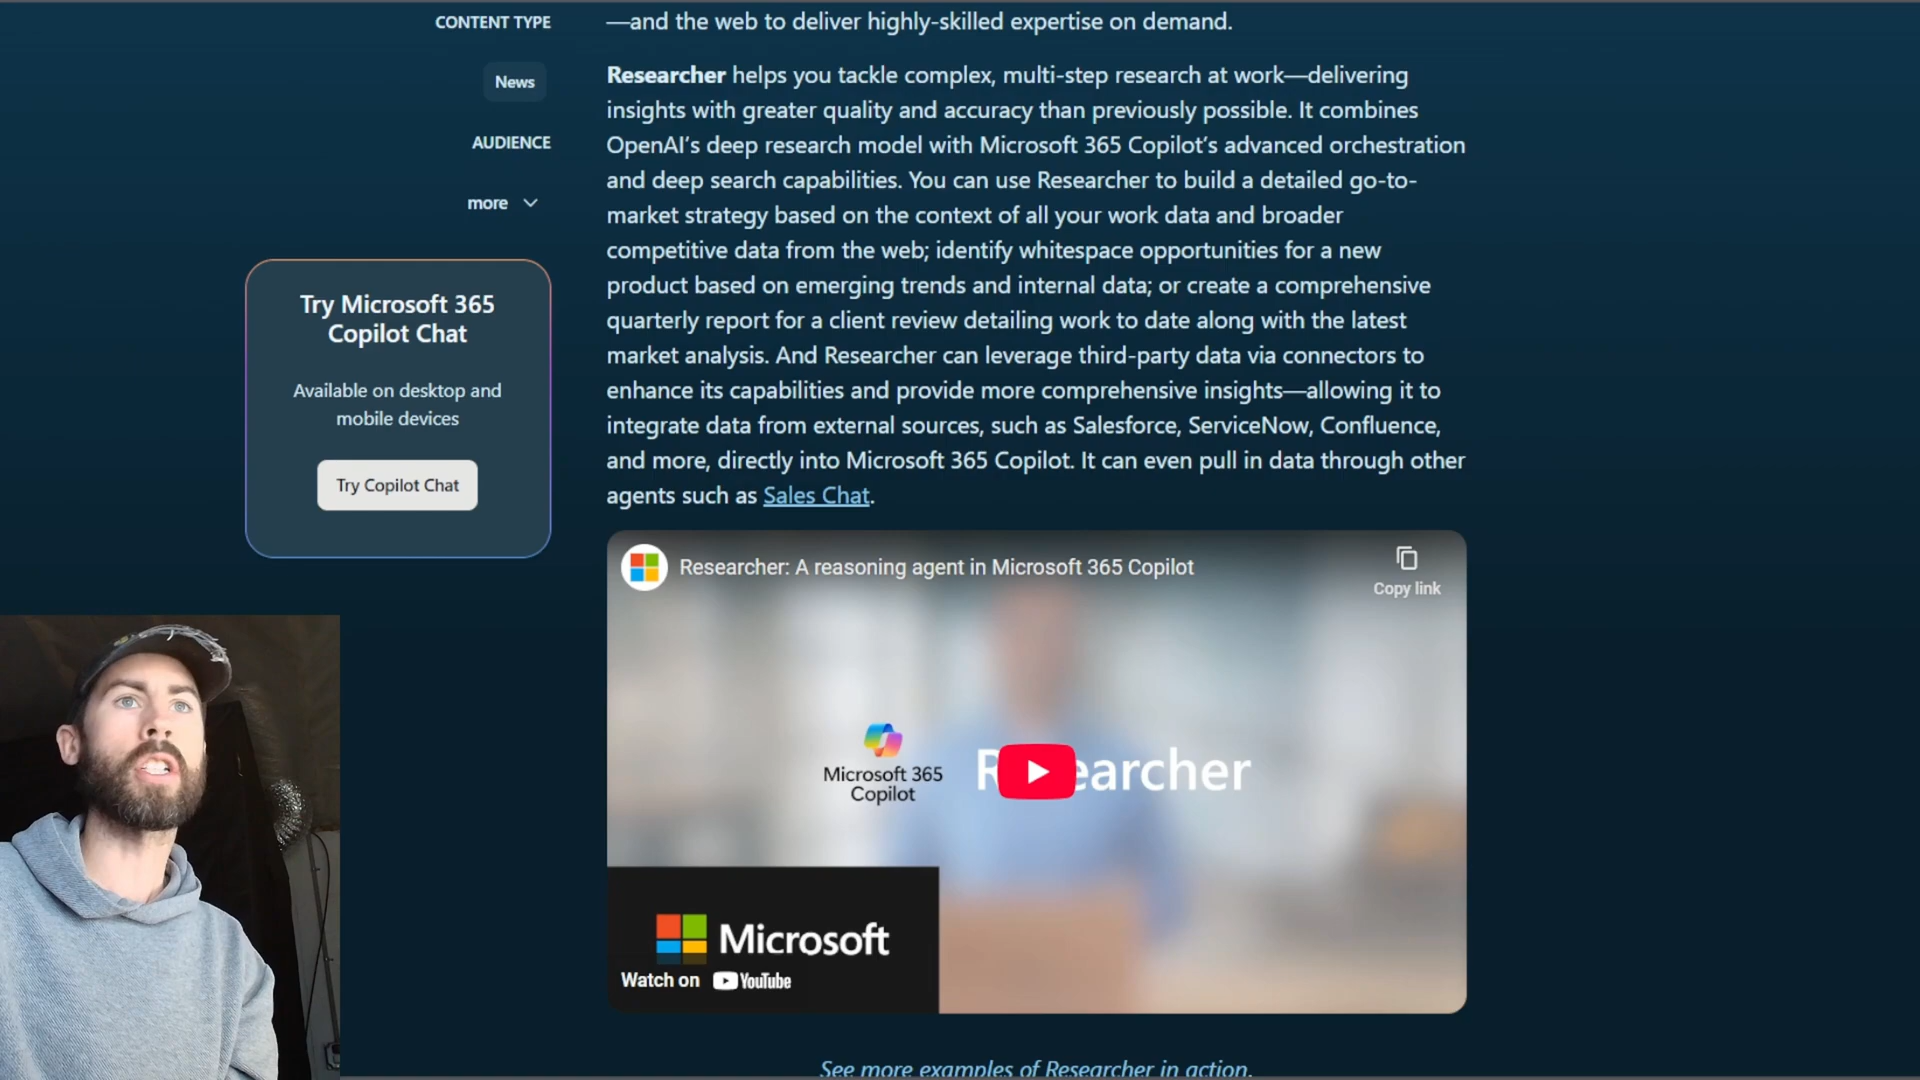 CONTENT TYPE
News
AUDIENCE
more
Try Microsoft 365
Copilot Chat
Available on desktop and
mobile devices
Try Copilot Chat
—and the web to deliver highly-skilled expertise on demand.
Researcher helps you tackle complex, multi-step research at work—delivering
insights with greater quality and accuracy than previously possible. It combines
OpenAI’s deep research model with Microsoft 365 Copilot’s advanced orchestration
and deep search capabilities. You can use Researcher to build a detailed go-to-
market strategy based on the context of all your work data and broader
competitive data from the web; identify whitespace opportunities for a new
product based on emerging trends and internal data; or create a comprehensive
quarterly report for a client review detailing work to date along with the latest
market analysis. And Researcher can leverage third-party data via connectors to
enhance its capabilities and provide more comprehensive insights—allowing it to
integrate data from external sources, such as Salesforce, ServiceNow, Confluence,
and more, directly into Microsoft 365 Copilot. It can even pull in data through other
agents such as Sales Chat.
Researcher: A reasoning agent in Microsoft 365 Copilot
Copy link
Microsoft 365
Copilot
Researcher
Microsoft
Watch on YouTube
See more examples of Researcher in action.